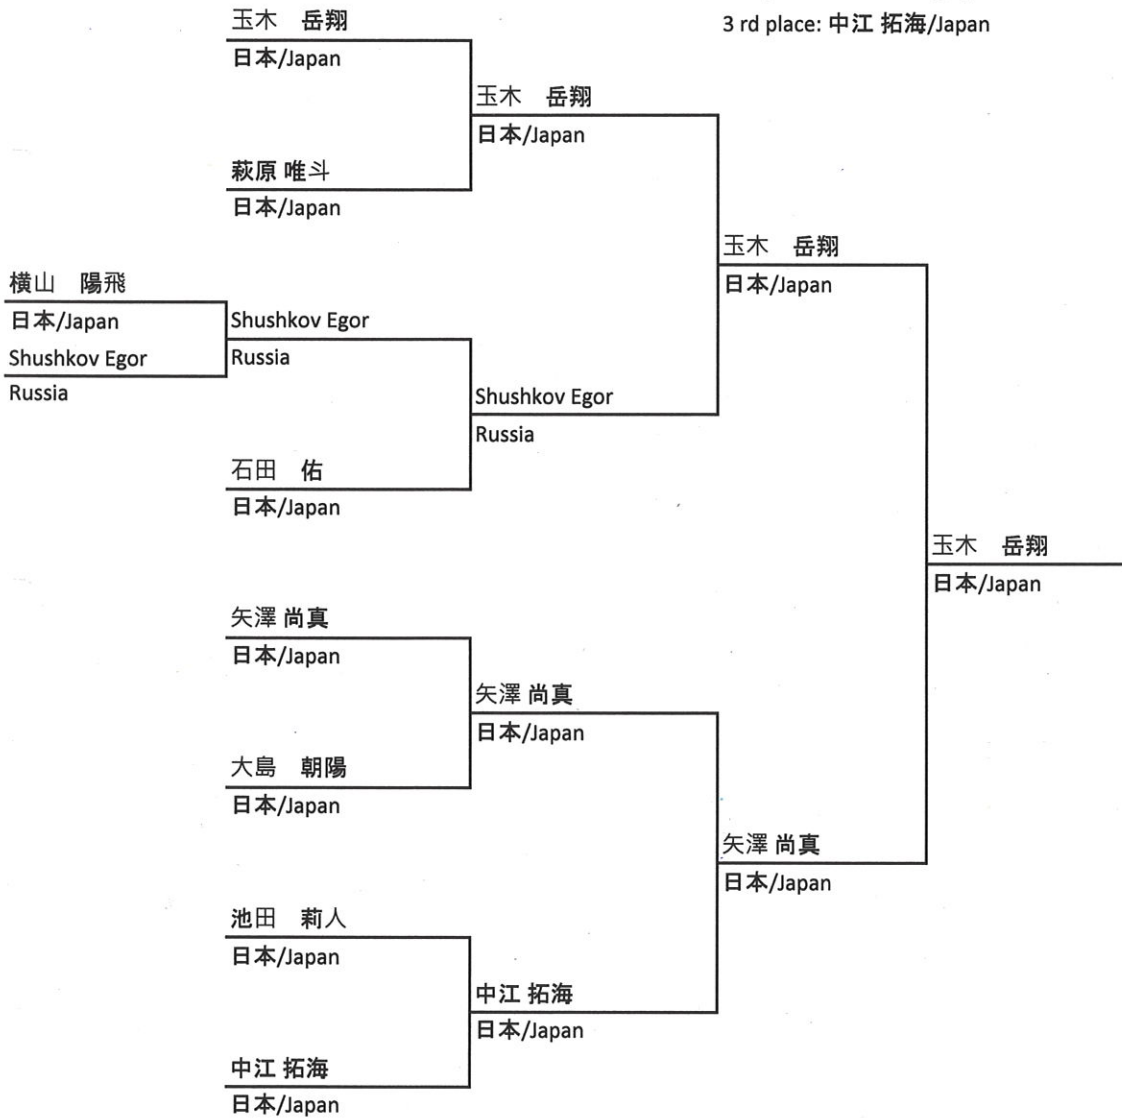 3 rd place: 中江 拓海/Japan
玉木　岳翔
日本/Japan
玉木　岳翔
日本/Japan
萩原 唯斗
日本/Japan
玉木　岳翔
日本/Japan
横山　陽飛
日本/Japan
Shushkov Egor
Russia
Shushkov Egor
Russia
Shushkov Egor
Russia
石田　佑
日本/Japan
玉木　岳翔
日本/Japan
矢澤 尚真
日本/Japan
矢澤 尚真
日本/Japan
大島　朝陽
日本/Japan
矢澤 尚真
日本/Japan
池田　莉人
日本/Japan
中江 拓海
日本/Japan
中江 拓海
日本/Japan